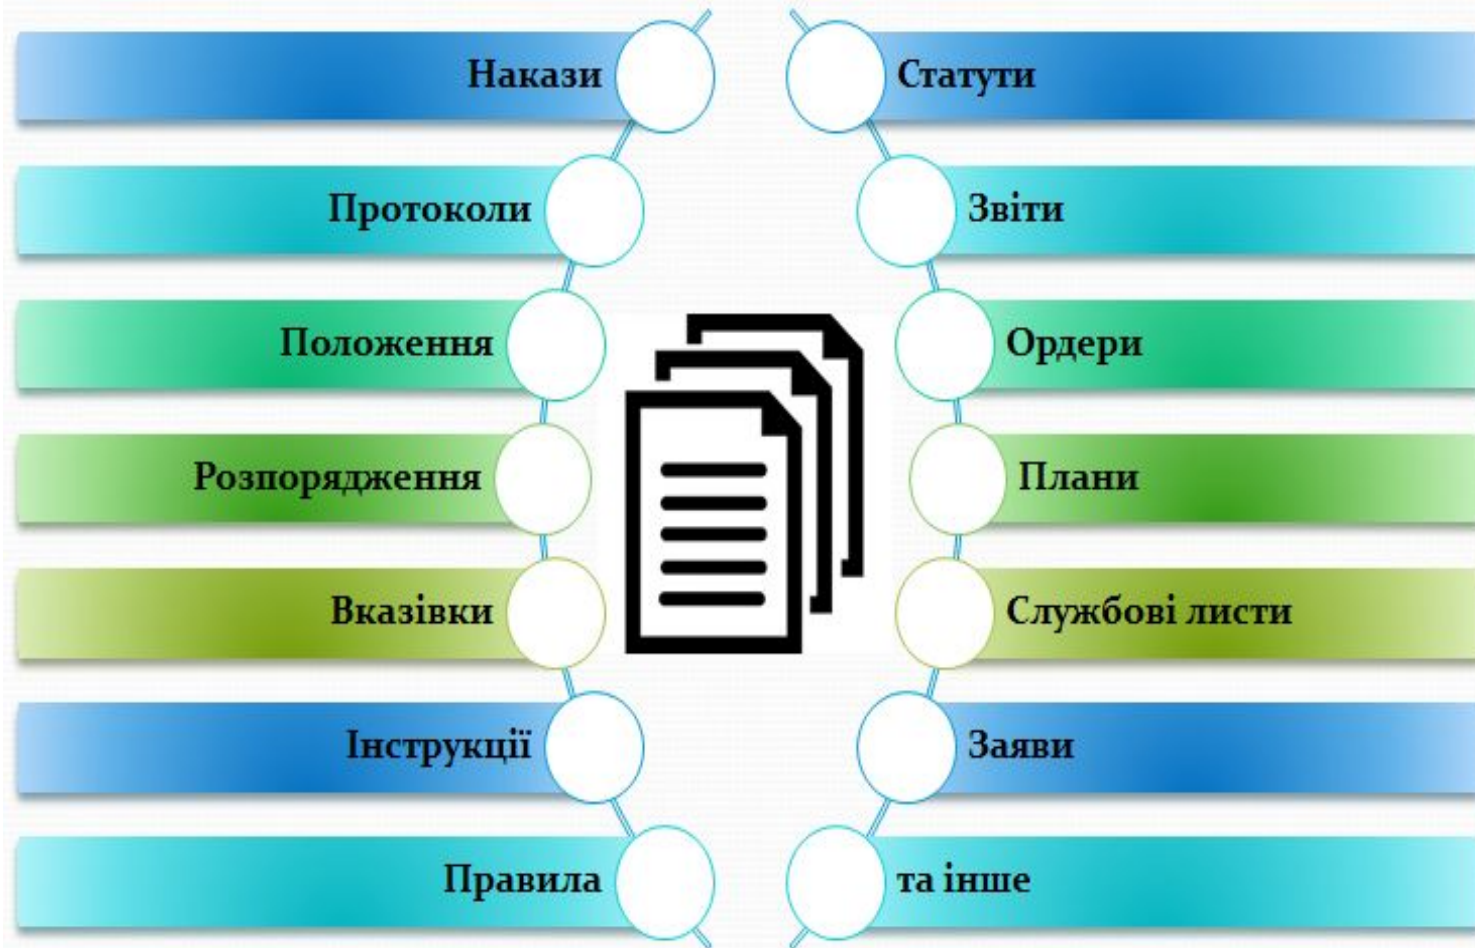 Накази
Протоколи
Положення
Розпорядження
Вказівки
Інструкції
Правила
Статути
Звіти
Ордери
Плани
Службові листи
Заяви
та інше